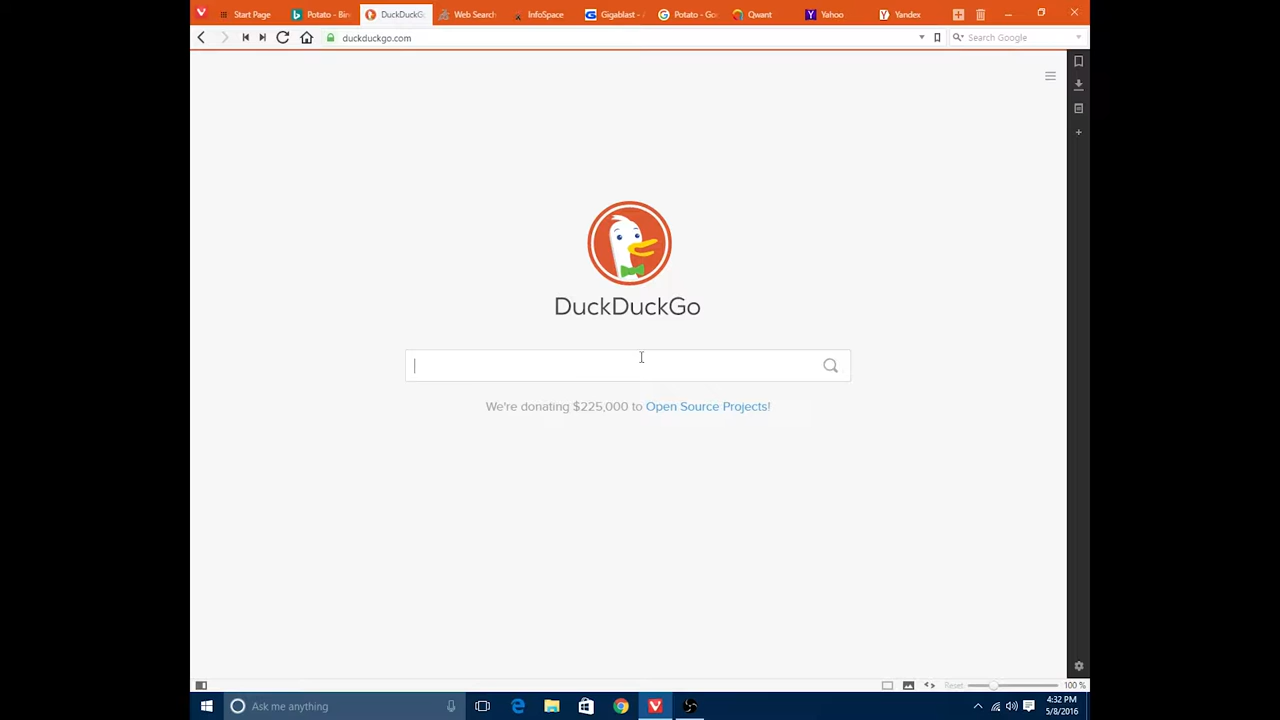 Start Page
Potato - Bin
DuckDuckG
Web Search
InfoSpace
Gigablast - A
Potato - Go
Qwant
Yahoo
Yandex
duckduckgo.com
Search Google
DuckDuckGo
We're donating $225,000 to Open Source Projects!
Reset
100 %
Ask me anything
4:32 PM
5/8/2016